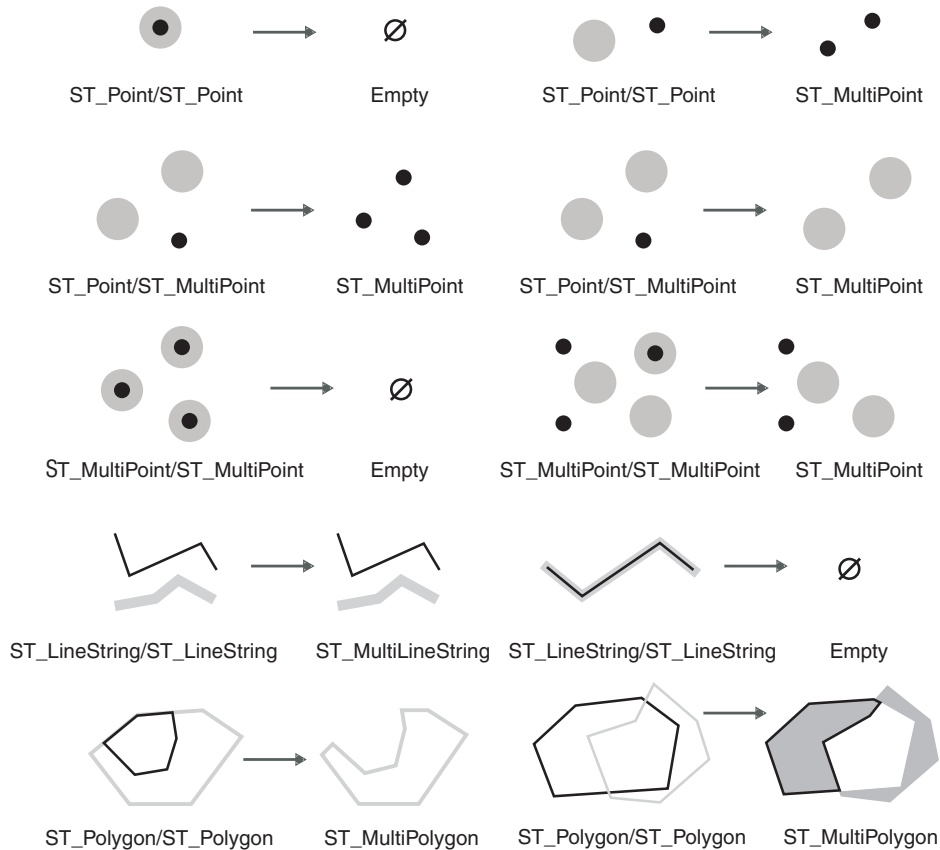 ST_Point/ST_Point
Empty
ST_Point/ST_Point
ST_MultiPoint
ST_Point/ST_MultiPoint
ST_MultiPoint
ST_Point/ST_MultiPoint
ST_MultiPoint
ST_MultiPoint/ST_MultiPoint
Empty
ST_MultiPoint/ST_MultiPoint
ST_MultiPoint
ST_LineString/ST_LineString
ST_MultiLineString
ST_LineString/ST_LineString
Empty
ST_Polygon/ST_Polygon
ST_MultiPolygon
ST_Polygon/ST_Polygon
ST_MultiPolygon